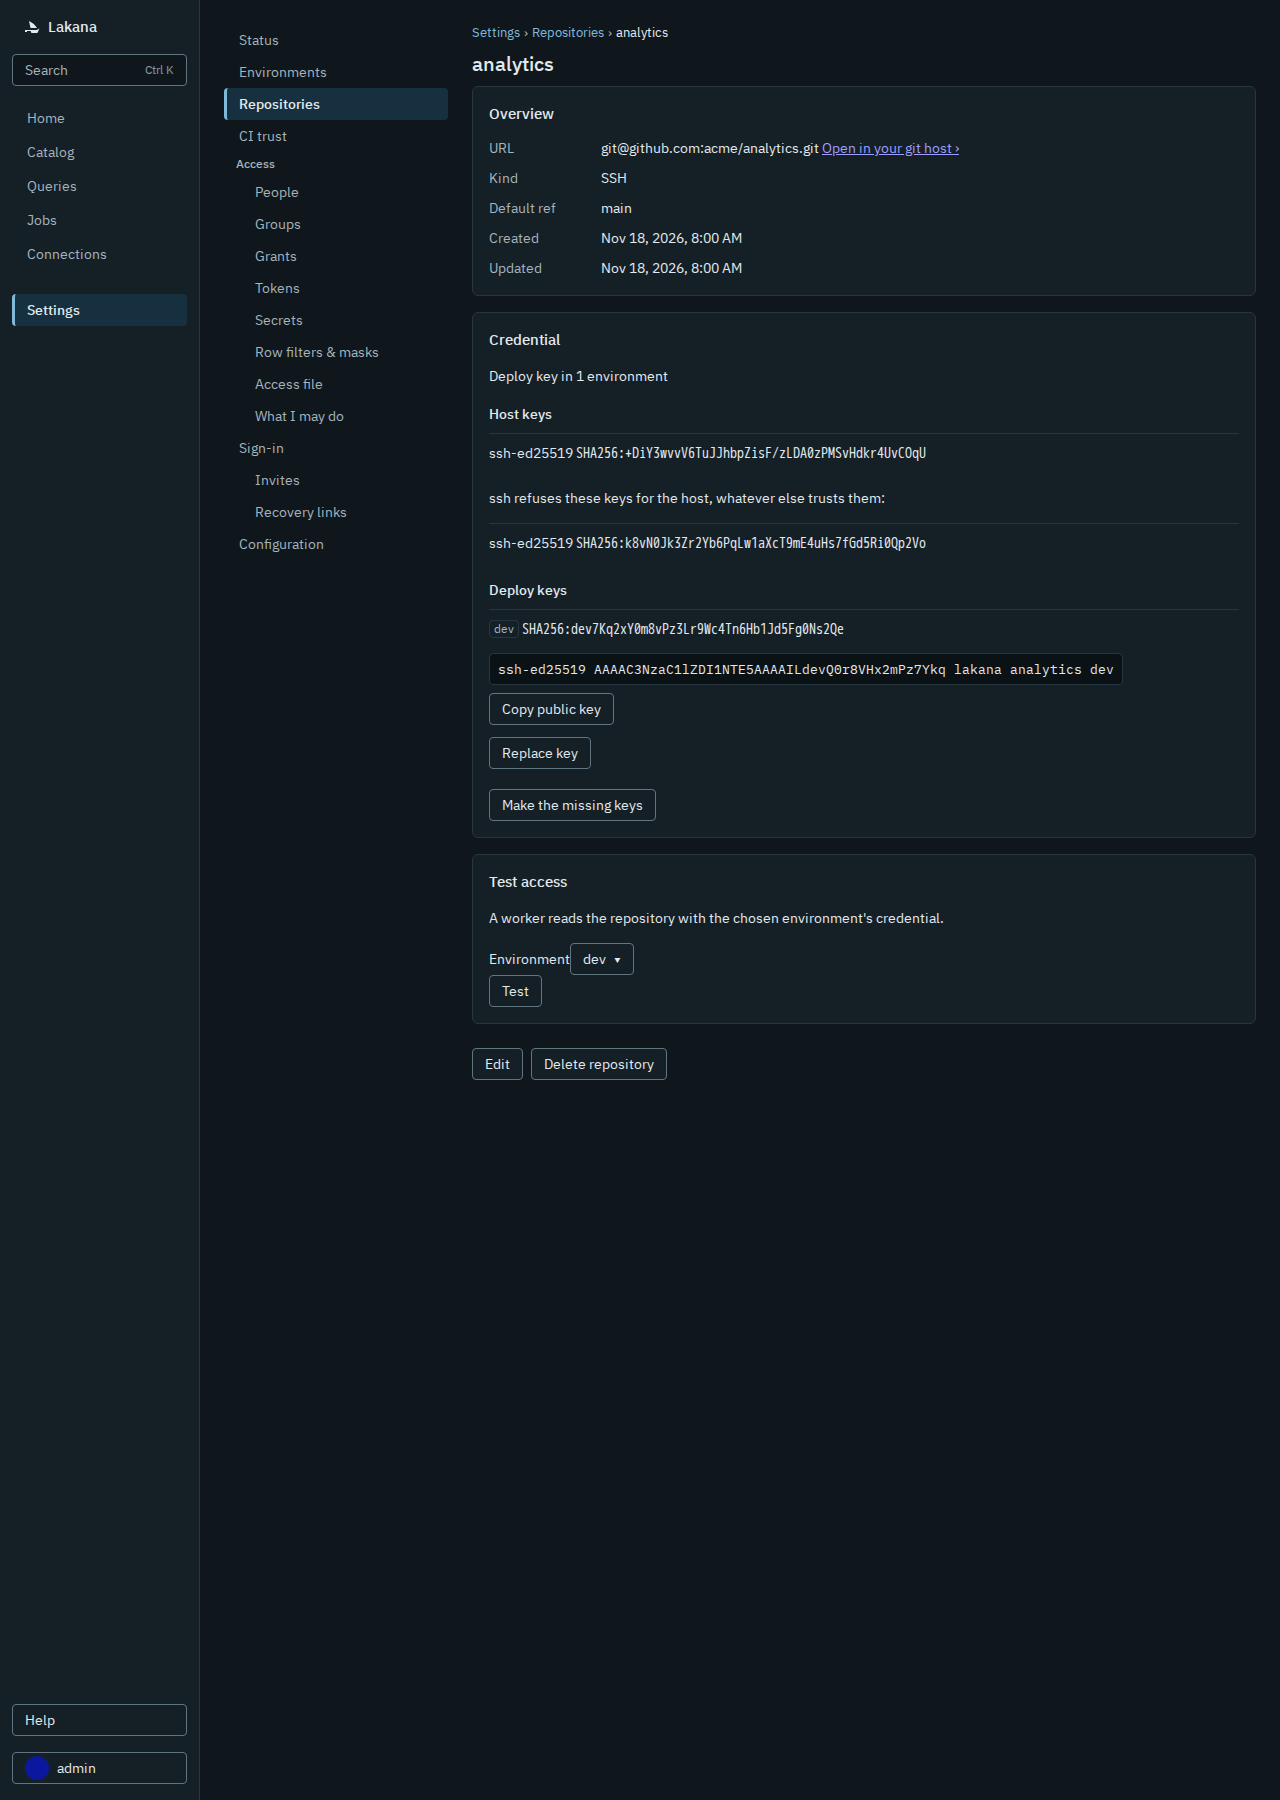 Lakana
Search Ctrl K
Home
Catalog
Queries
Jobs
Connections
Settings
Help
admin
Status
Environments
Repositories
CI trust
Access
People
Groups
Grants
Tokens
Secrets
Row filters & masks
Access file
What I may do
Sign-in
Invites
Recovery links
Configuration
Settings › Repositories › analytics
analytics
Overview
URL git@github.com:acme/analytics.git Open in your git host ›
Kind SSH
Default ref main
Created Nov 18, 2026, 8:00 AM
Updated Nov 18, 2026, 8:00 AM
Credential
Deploy key in 1 environment
Host keys
ssh-ed25519 SHA256:+DiY3wvvV6TuJJhbpZisF/zLDA0zPMSvHdkr4UvCOqU
ssh refuses these keys for the host, whatever else trusts them:
ssh-ed25519 SHA256:k8vN0Jk3Zr2Yb6PqLw1aXcT9mE4uHs7fGd5Ri0Qp2Vo
Deploy keys
dev SHA256:dev7Kq2xY0m8vPz3Lr9Wc4Tn6Hb1Jd5Fg0Ns2Qe
ssh-ed25519 AAAAC3NzaC1lZDI1NTE5AAAAILdevQ0r8VHx2mPz7Ykq lakana analytics dev
Copy public key
Replace key
Make the missing keys
Test access
A worker reads the repository with the chosen environment's credential.
Environment dev
Test
Edit Delete repository